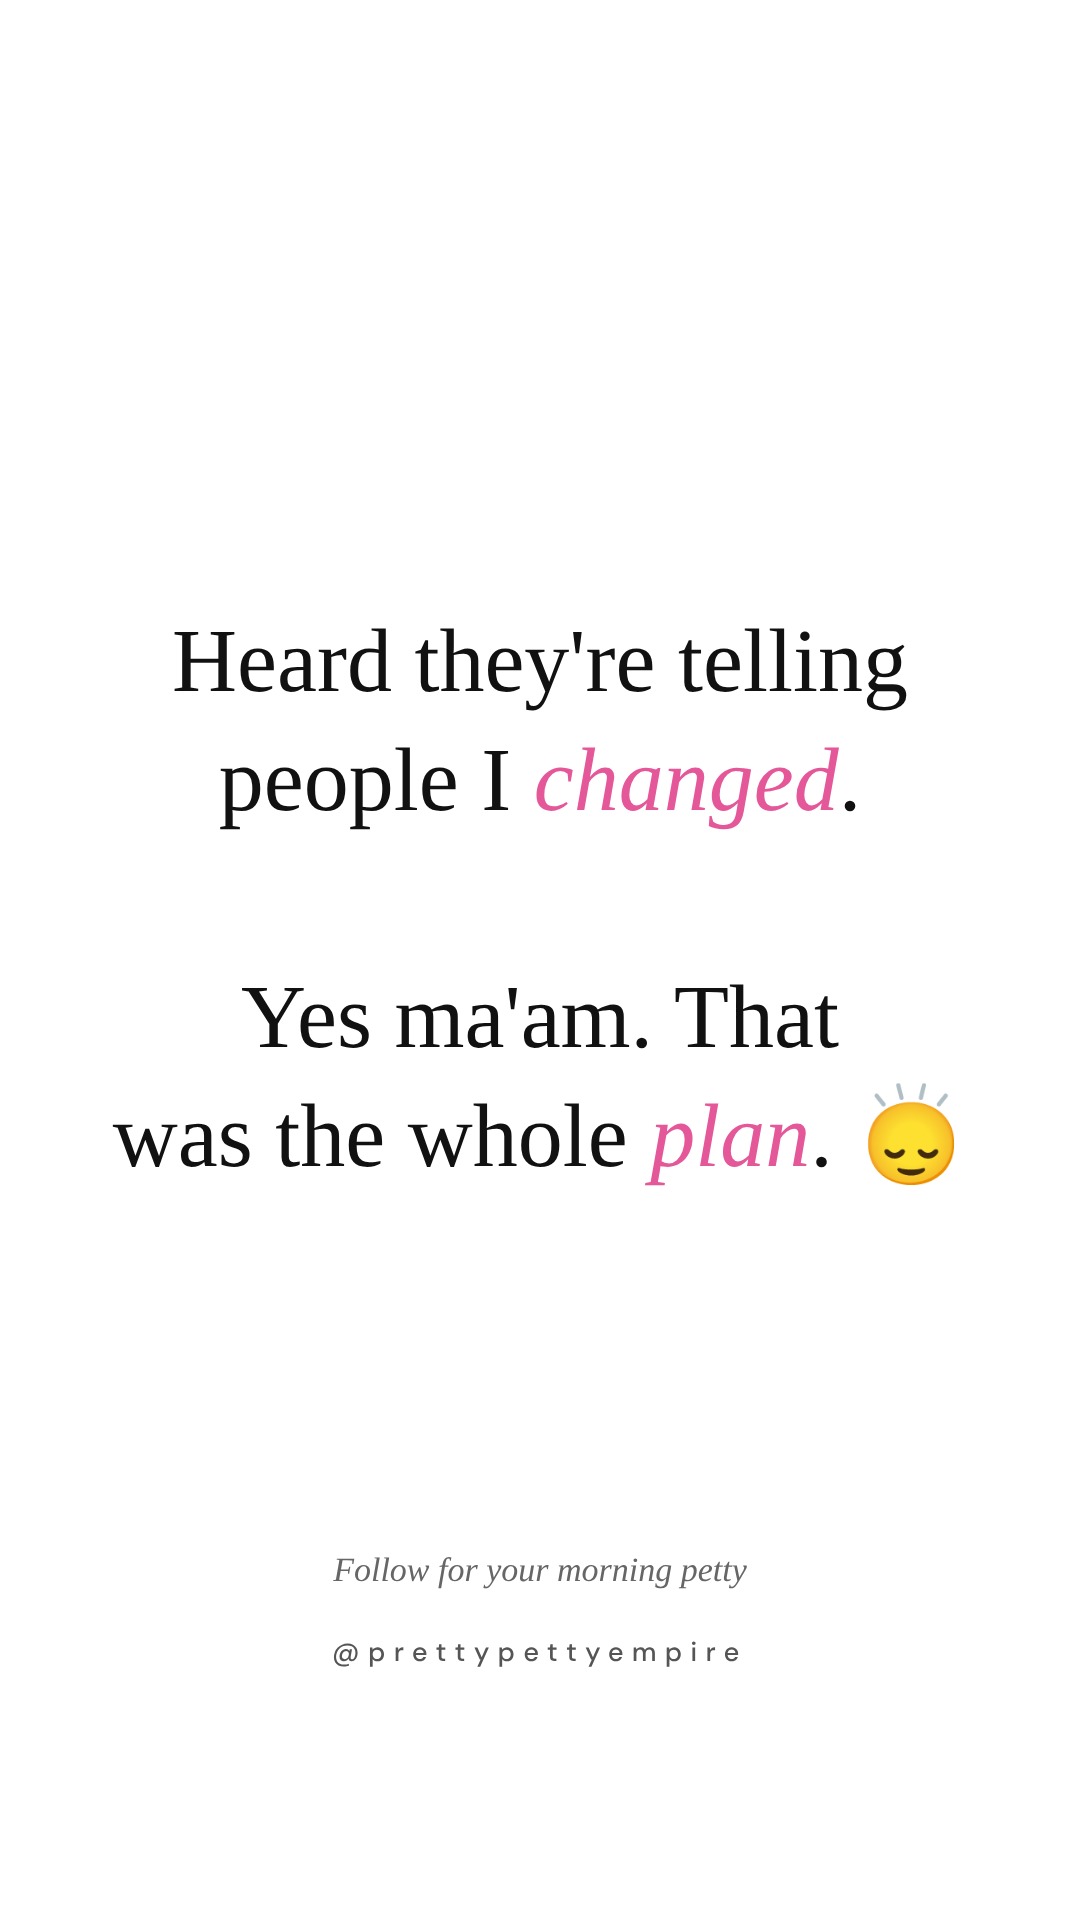 Heard they're telling
people I changed.
Yes ma'am. That
was the whole plan. 😔
Follow for your morning petty
@prettypettyempire